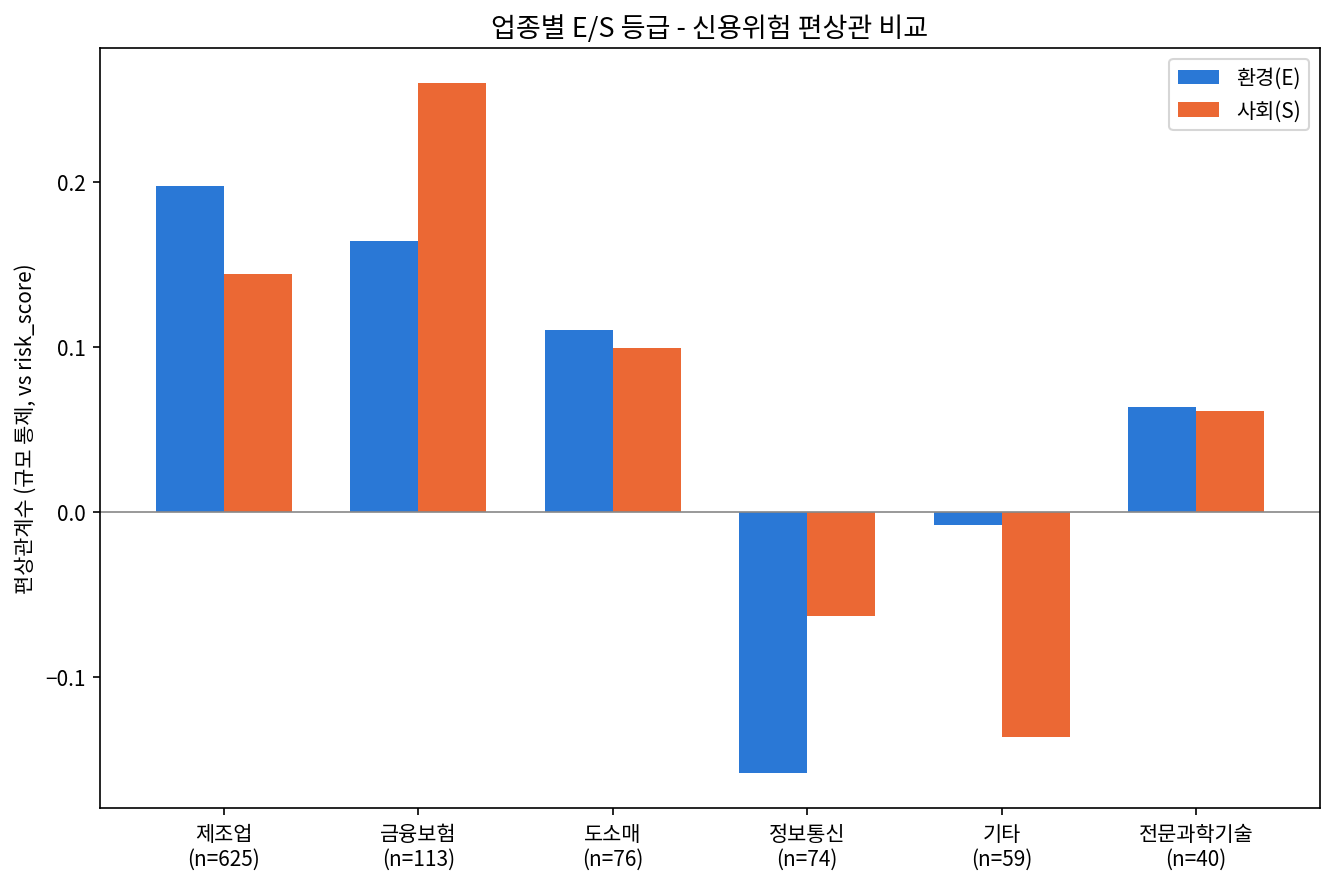 업종별 E/S 등급 - 신용위험 편상관 비교
환경(E)
사회(S)
편상관계수 (규모 통제, vs risk_score)
0.2
0.1
0.0
−0.1
제조업
(n=625)
금융보험
(n=113)
도소매
(n=76)
정보통신
(n=74)
기타
(n=59)
전문과학기술
(n=40)